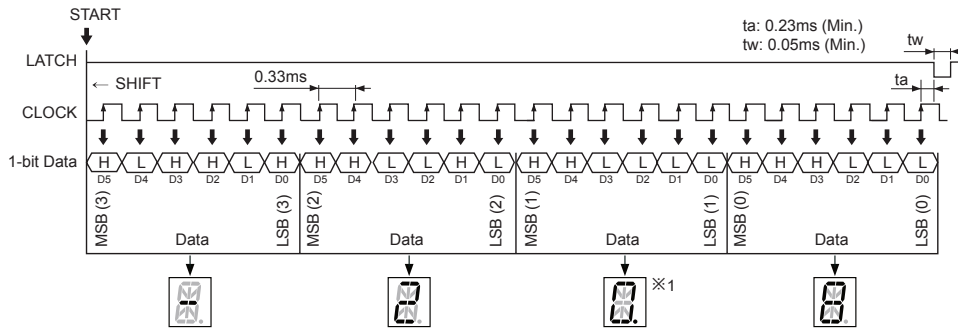 START
ta: 0.23ms (Min.)
tw: 0.05ms (Min.)
tw
LATCH
← SHIFT
0.33ms
ta
CLOCK
1-bit Data
H L H H L H H H L L H L H H L L L L H H H L L L
D5 D4 D3 D2 D1 D0 D5 D4 D3 D2 D1 D0 D5 D4 D3 D2 D1 D0 D5 D4 D3 D2 D1 D0
MSB (3)
LSB (3)
MSB (2)
LSB (2)
MSB (1)
LSB (1)
MSB (0)
LSB (0)
Data Data Data Data
- 2 0. 8
※1